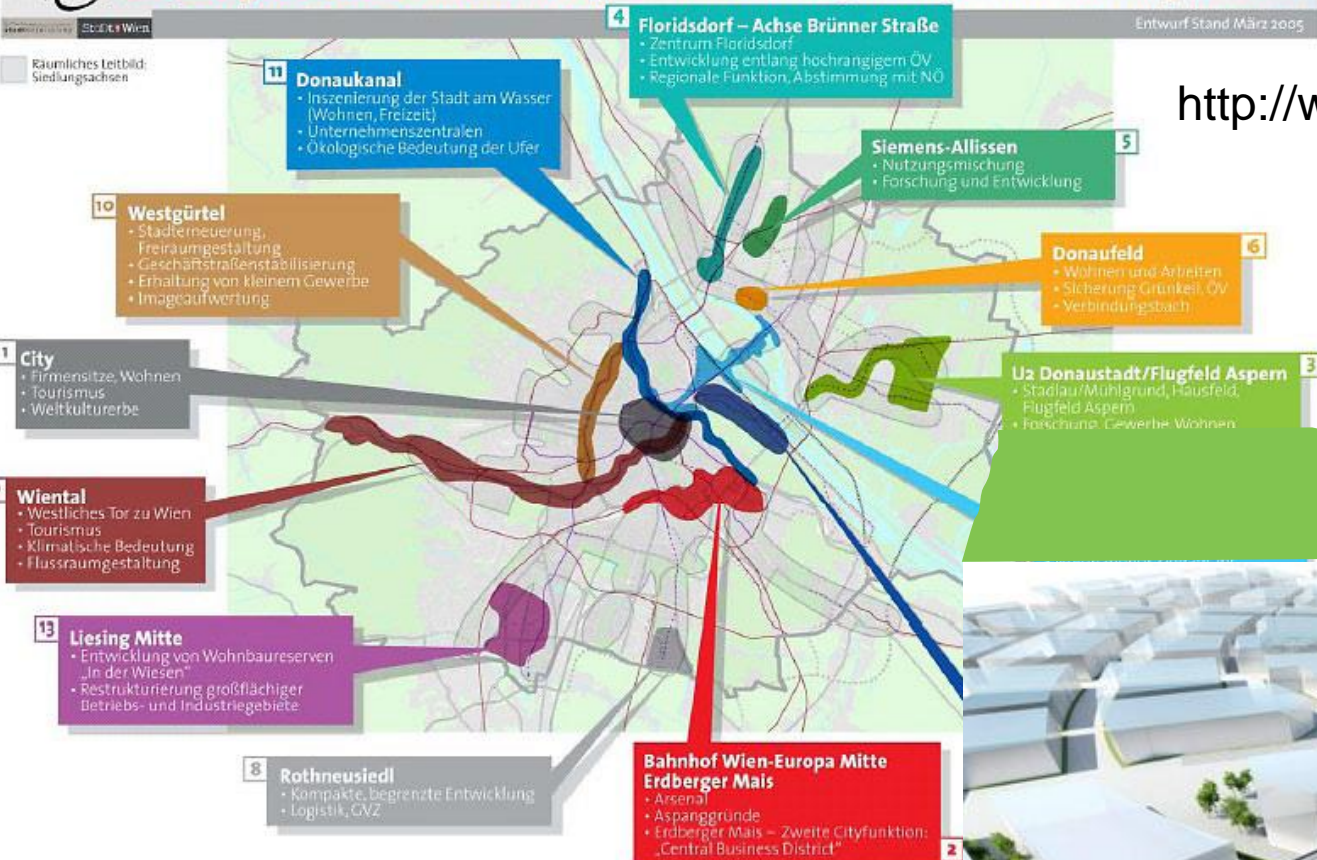 Stadt Wien
Entwurf Stand März 2005
Räumliches Leitbild:
Siedlungsachsen
http://w
4
Floridsdorf – Achse Brünner Straße
• Zentrum Floridsdorf
• Entwicklung entlang hochrangigem ÖV
• Regionale Funktion, Abstimmung mit NÖ
11
Donaukanal
• Inszenierung der Stadt am Wasser
(Wohnen, Freizeit)
• Unternehmenszentralen
• Ökologische Bedeutung der Ufer
5
Siemens-Allissen
• Nutzungsmischung
• Forschung und Entwicklung
10
Westgürtel
• Stadterneuerung,
Freiraumgestaltung
• Geschäftstraßenstabilisierung
• Erhaltung von kleinem Gewerbe
• Imageaufwertung
6
Donaufeld
• Wohnen und Arbeiten
• Sicherung Grünkeil, ÖV
• Verbindungsbach
1
City
• Firmensitze, Wohnen
• Tourismus
• Weltkulturerbe
3
U2 Donaustadt/Flugfeld Aspern
• Stadlau/Mühlgrund, Hausfeld,
Flugfeld Aspern
• Forschung, Gewerbe, Wohnen
Wiental
• Westliches Tor zu Wien
• Tourismus
• Klimatische Bedeutung
• Flussraumgestaltung
13
Liesing Mitte
• Entwicklung von Wohnbaureserven
„In der Wiesen"
• Restrukturierung großflächiger
Betriebs- und Industriegebiete
8
Rothneusiedl
• Kompakte, begrenzte Entwicklung
• Logistik, GVZ
Bahnhof Wien-Europa Mitte
Erdberger Mais
• Arsenal
• Aspanggründe
• Erdberger Mais – Zweite Cityfunktion:
„Central Business District"
2